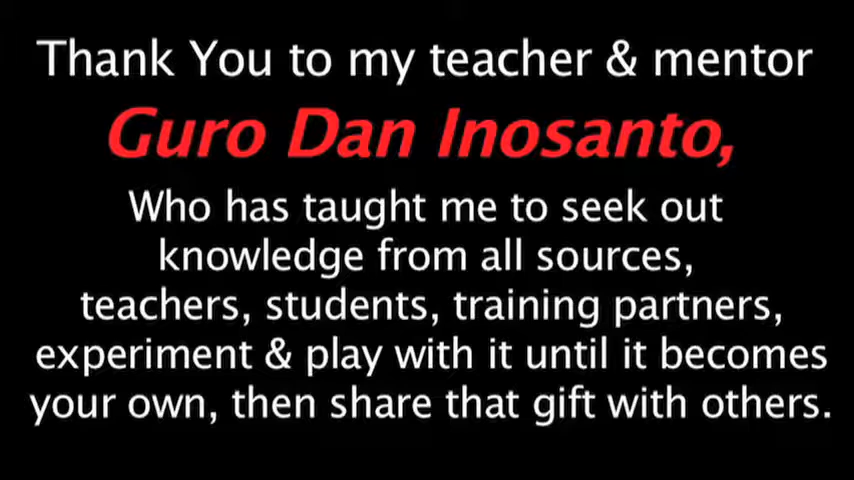 Thank You to my teacher & mentor
Guro Dan Inosanto,
Who has taught me to seek out
knowledge from all sources,
teachers, students, training partners,
experiment & play with it until it becomes
your own, then share that gift with others.